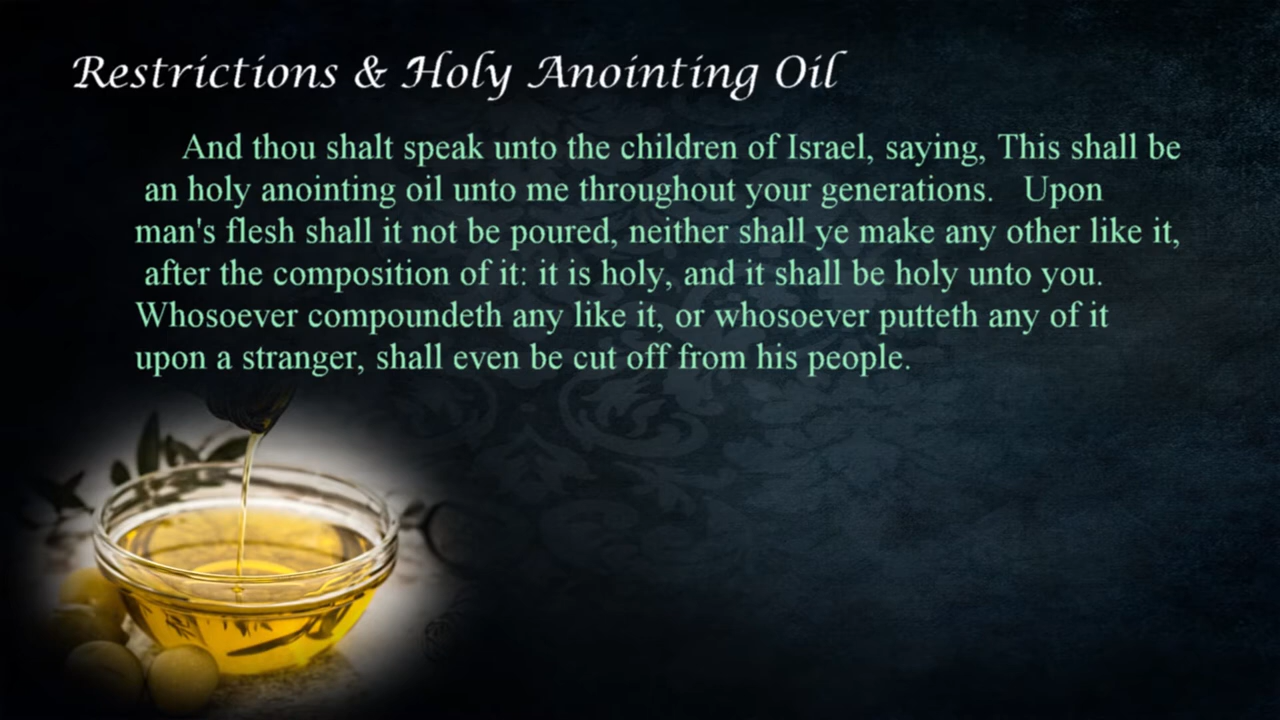 Restrictions & Holy Anointing Oil
And thou shalt speak unto the children of Israel, saying, This shall be
an holy anointing oil unto me throughout your generations. Upon
man's flesh shall it not be poured, neither shall ye make any other like it,
after the composition of it: it is holy, and it shall be holy unto you.
Whosoever compoundeth any like it, or whosoever putteth any of it
upon a stranger, shall even be cut off from his people.